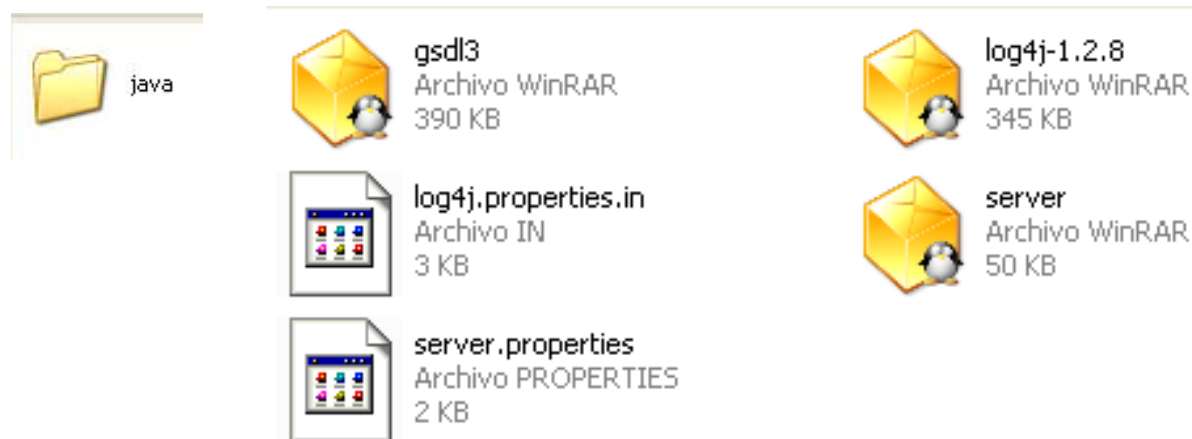 java
gsdl3
Archivo WinRAR
390 KB
log4j-1.2.8
Archivo WinRAR
345 KB
log4j.properties.in
Archivo IN
3 KB
server
Archivo WinRAR
50 KB
server.properties
Archivo PROPERTIES
2 KB